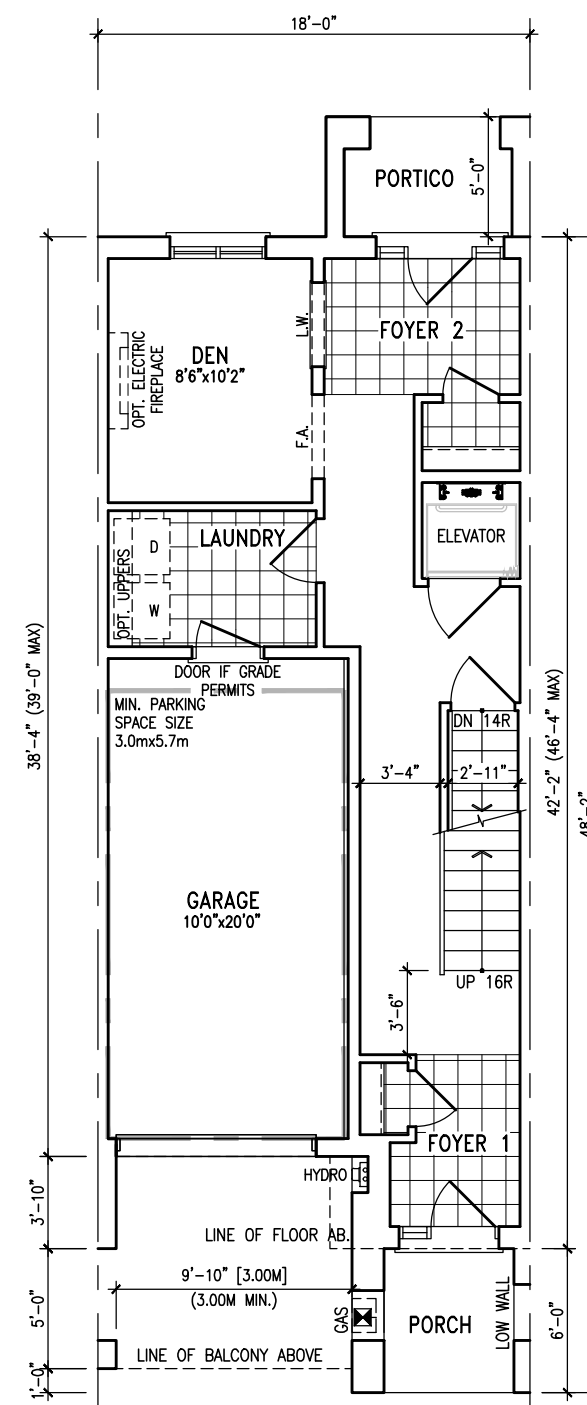 18'-0"
PORTICO
5'-0"
DEN
8'6"x10'2"
OPT. ELECTRIC
FIREPLACE
L.W.
FOYER 2
F.A.
LAUNDRY
OPT. UPPERS
D
W
ELEVATOR
DOOR IF GRADE
PERMITS
MIN. PARKING
SPACE SIZE
3.0mx5.7m
DN 14R
3'-4"
2'-11"
38'-4" (39'-0" MAX)
42'-2" (46'-4" MAX)
48'-2"
GARAGE
10'0"x20'0"
UP 16R
3'-6"
FOYER 1
HYDRO
3'-10"
LINE OF FLOOR AB.
9'-10" [3.00M]
(3.00M MIN.)
5'-0"
GAS
PORCH
LOW WALL
6'-0"
LINE OF BALCONY ABOVE
1'-0"